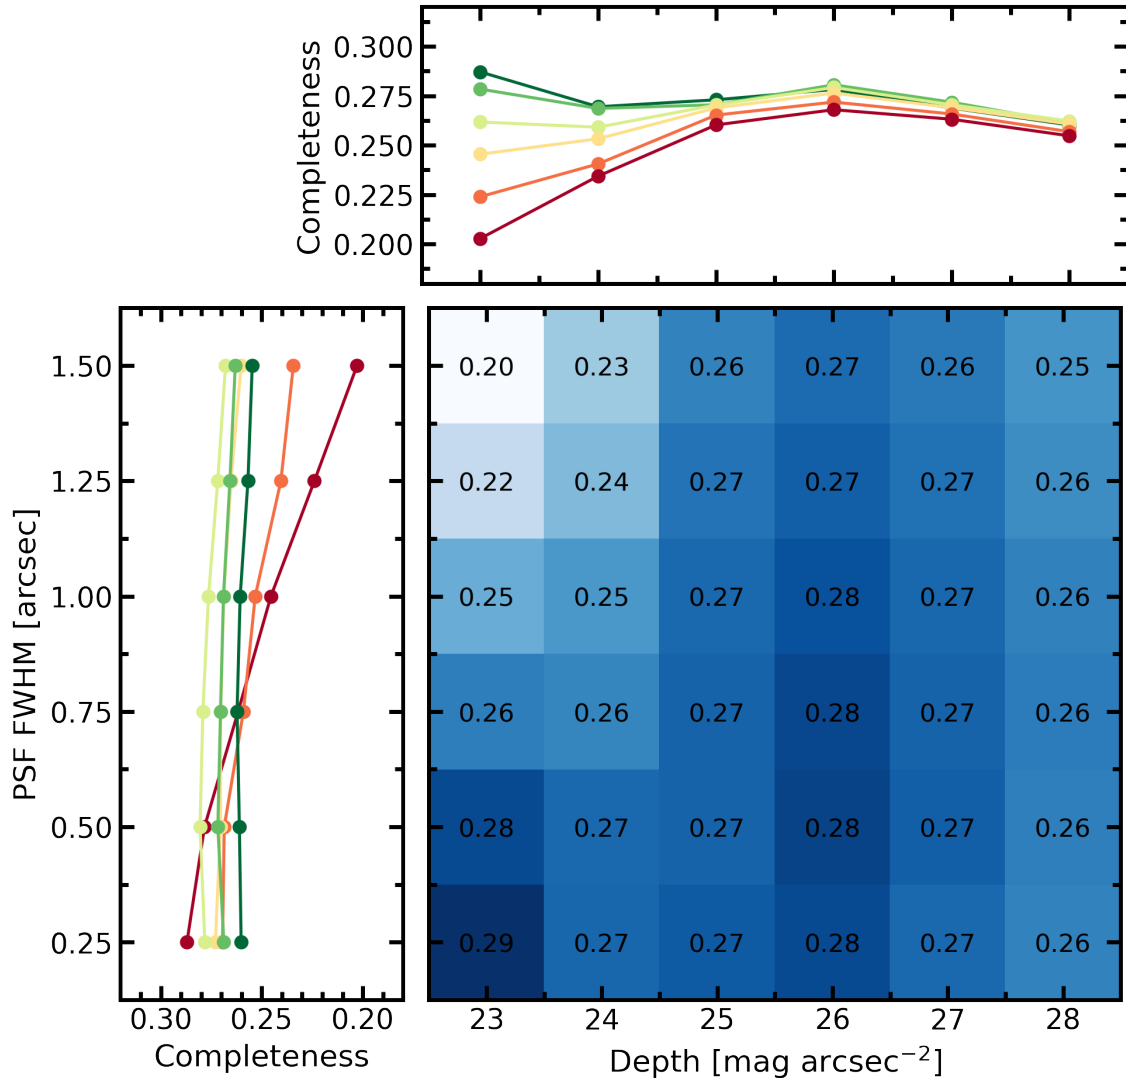 Completeness
0.300
0.275
0.250
0.225
0.200
PSF FWHM [arcsec]
1.50
1.25
1.00
0.75
0.50
0.25
0.30 0.25 0.20
Completeness
0.20 0.23 0.26 0.27 0.26 0.25
0.22 0.24 0.27 0.27 0.27 0.26
0.25 0.25 0.27 0.28 0.27 0.26
0.26 0.26 0.27 0.28 0.27 0.26
0.28 0.27 0.27 0.28 0.27 0.26
0.29 0.27 0.27 0.28 0.27 0.26
23 24 25 26 27 28
Depth [mag arcsec⁻²]